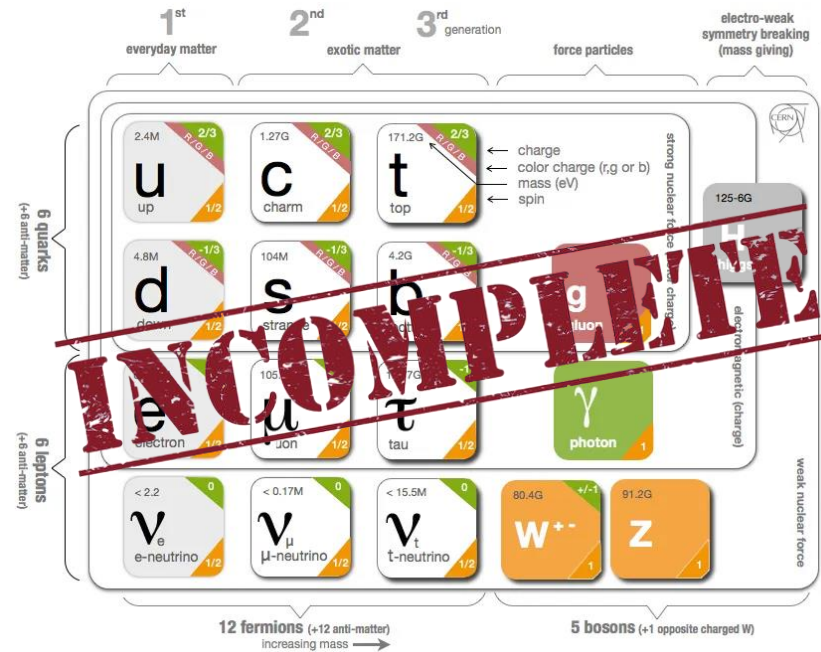 1st
2nd
3rd generation
everyday matter
exotic matter
force particles
electro-weak
symmetry breaking
(mass giving)
6 quarks
(+6 anti-matter)
6 leptons
(+6 anti-matter)
2.4M
2/3
R/G/B
u
up
1/2
1.27G
2/3
R/G/B
c
charm
1/2
171.2G
2/3
R/G/B
t
top
1/2
charge
color charge (r,g or b)
mass (eV)
spin
CERN
4.8M
-1/3
R/G/B
d
1/2
104M
-1/3
R/G/B
s
strange
1/2
4.2G
-1/3
R/G/B
b
1/2
strong nuclear force
g
125-6G
H
INCOMPLETE
e
electron
μ
1/2
τ
tau
1/2
γ
photon
1
electromagnetic (charge)
weak nuclear force
< 2.2
0
νe
e-neutrino
1/2
< 0.17M
0
νμ
μ-neutrino
1/2
< 15.5M
0
νt
t-neutrino
1/2
80.4G
+/-1
W+-
1
91.2G
Z
1
12 fermions (+12 anti-matter)
increasing mass
5 bosons (+1 opposite charged W)